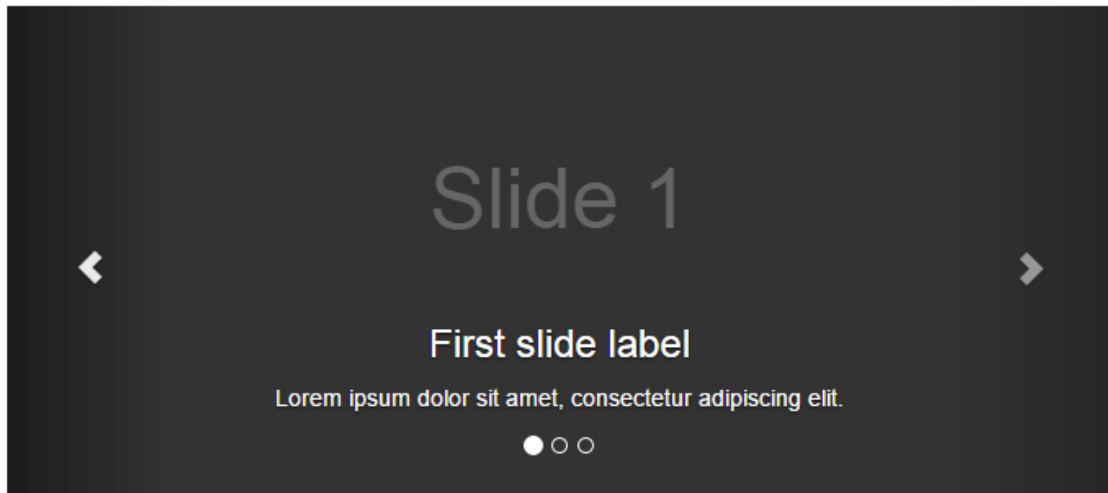 Slide 1
First slide label
Lorem ipsum dolor sit amet, consectetur adipiscing elit.